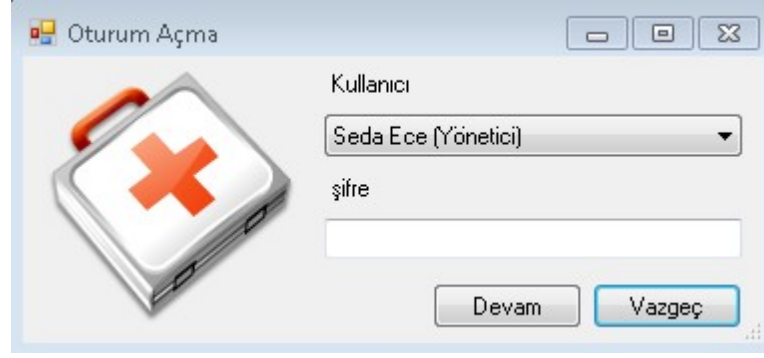 Oturum Açma
Kullanıcı
Seda Ece (Yönetici)
şifre
Devam
Vazgeç